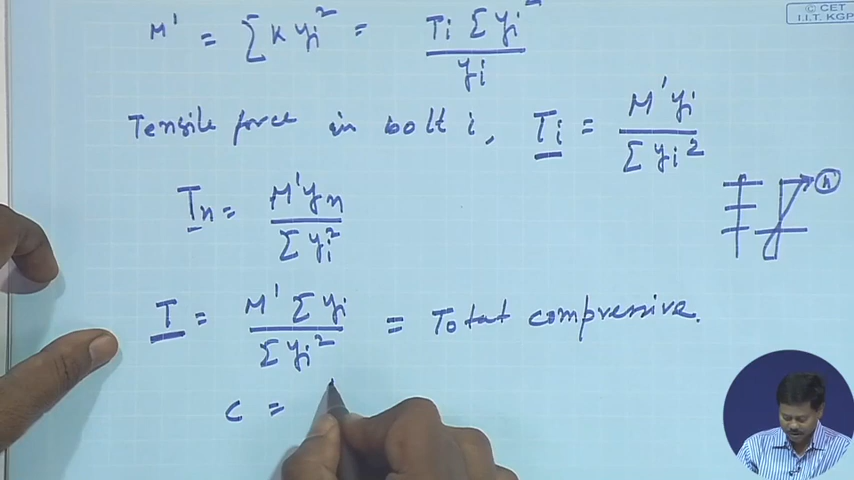 © CET
I.I.T. KGP
M' = ∑ K yi² = Ti ∑ yi² / yi
Tensile force in bolt i, Ti = M' yi / ∑ yi²
n
Tn = M' yn / ∑ yi²
T = M' ∑ yi / ∑ yi² = Total compressive.
C =